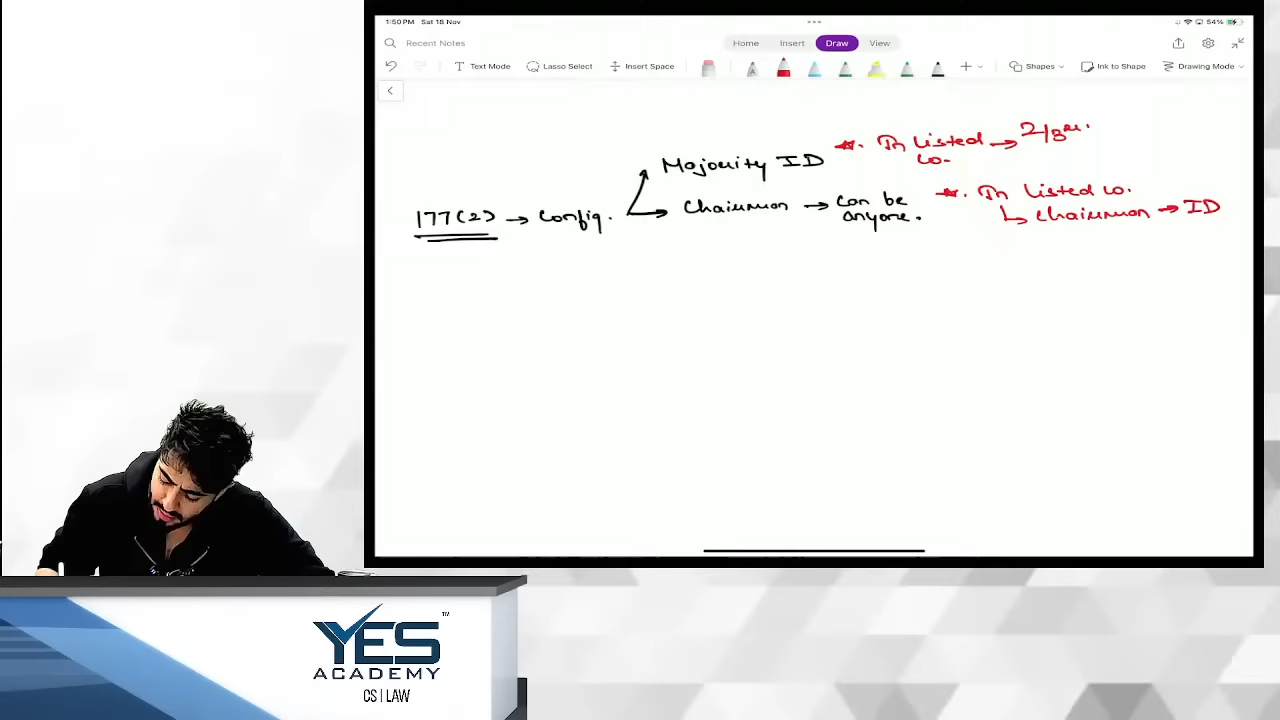 1:50 PM Sat 18 Nov
54%
Recent Notes
Home Insert Draw View
Text Mode Lasso Select Insert Space Shapes Ink to Shape Drawing Mode
Majority ID
*. In listed → 2/3rd.
co.
177(2) → Config.
Chairman → can be
anyone.
*. In listed co.
↳ Chairman → ID
YES™
ACADEMY
CS | LAW